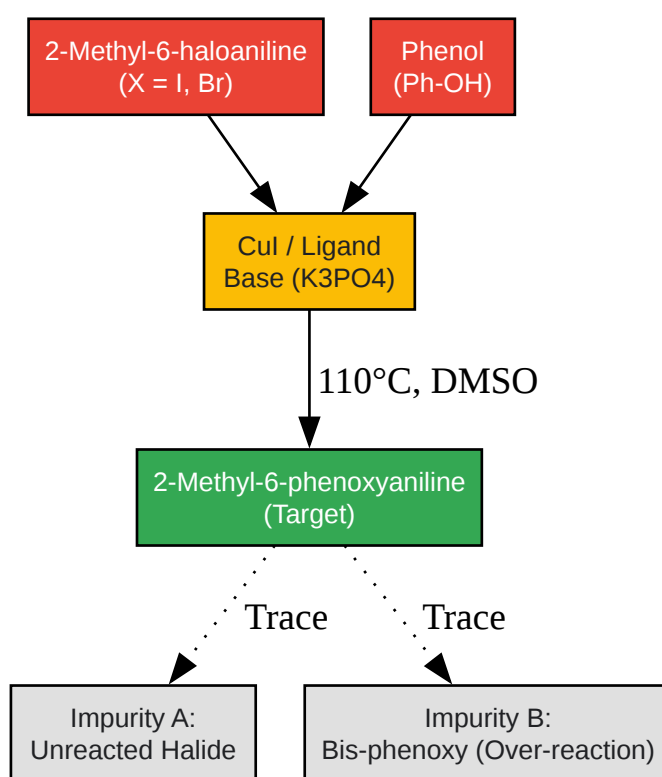 2-Methyl-6-haloaniline
(X = I, Br)
Phenol
(Ph-OH)
CuI / Ligand
Base (K3PO4)
110°C, DMSO
2-Methyl-6-phenoxyaniline
(Target)
Trace
Trace
Impurity A:
Unreacted Halide
Impurity B:
Bis-phenoxy (Over-reaction)